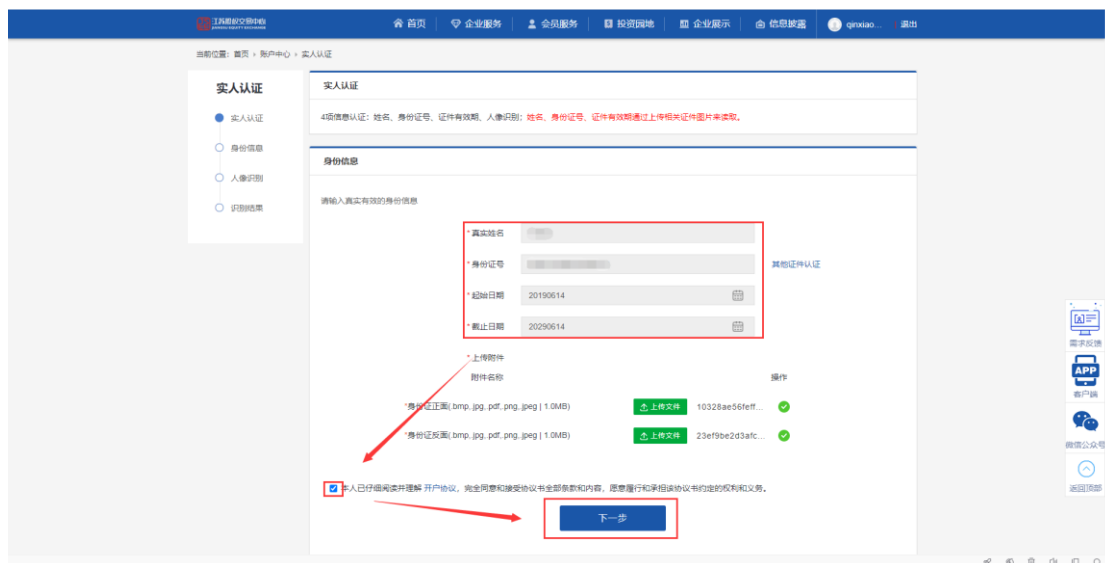 江苏股权交易中心
首页 企业服务 会员服务 投资园地 企业展示 信息披露 qinxiao... 退出
当前位置：首页 › 账户中心 › 实人认证
实人认证
实人认证
身份信息
人像识别
识别结果
实人认证
4项信息认证：姓名、身份证号、证件有效期、人像识别；姓名、身份证号、证件有效期通过上传相关证件图片来读取。
身份信息
请输入真实有效的身份信息
*真实姓名
*身份证号 其他证件认证
*起始日期 20190614
*截止日期 20290614
*上传附件
附件名称 操作
*身份证正面(.bmp,.jpg,.pdf,.png,.jpeg | 1.0MB) 上传文件 10328ae56feff...
*身份证反面(.bmp,.jpg,.pdf,.png,.jpeg | 1.0MB) 上传文件 23ef9be2d3afc...
本人已仔细阅读并理解 开户协议，完全同意和接受协议书全部条款和内容，愿意履行和承担该协议书约定的权利和义务。
下一步
需求反馈
APP
客户端
微信公众号
返回顶部